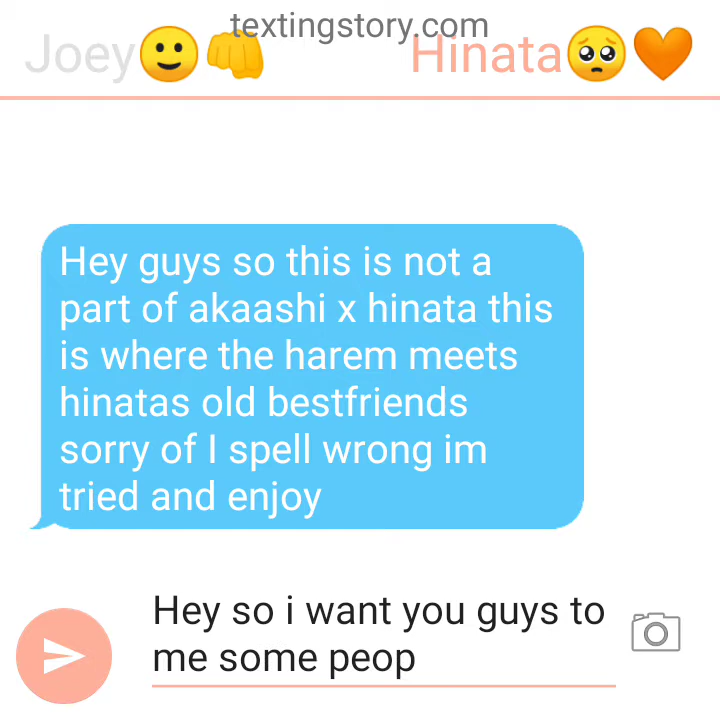 textingstory.com
Joey🙂👊 Hinata🥺🧡
Hey guys so this is not a
part of akaashi x hinata this
is where the harem meets
hinatas old bestfriends
sorry of I spell wrong im
tried and enjoy
Hey so i want you guys to
me some peop